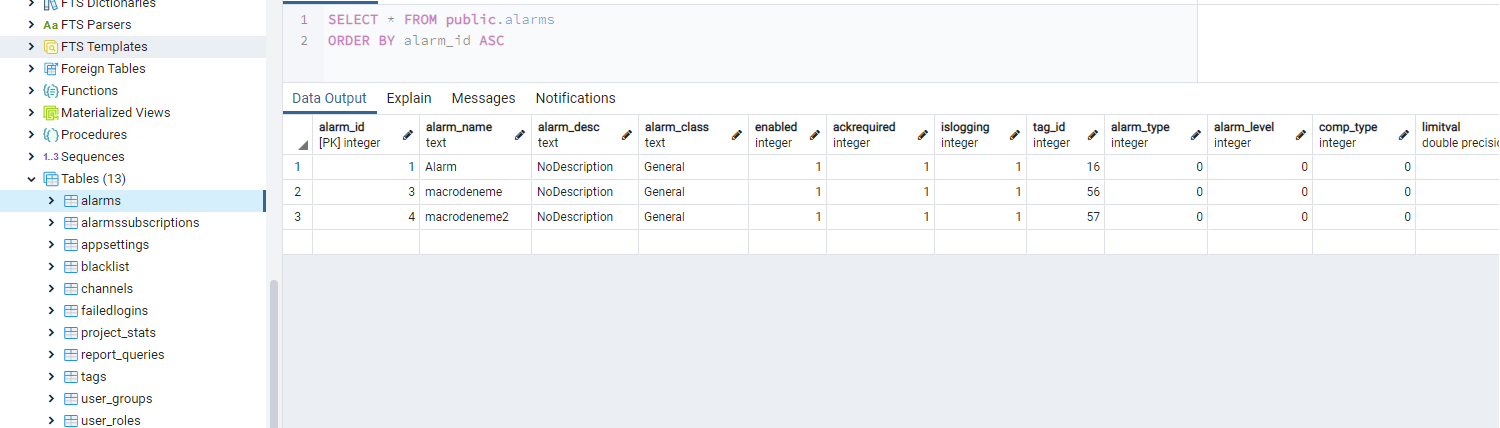 FTS Dictionaries
Aa FTS Parsers
FTS Templates
Foreign Tables
Functions
Materialized Views
Procedures
1..3 Sequences
Tables (13)
alarms
alarmssubscriptions
appsettings
blacklist
channels
failedlogins
project_stats
report_queries
tags
user_groups
user_roles
1 SELECT * FROM public.alarms
2 ORDER BY alarm_id ASC
Data Output Explain Messages Notifications
alarm_id alarm_name alarm_desc alarm_class enabled ackrequired islogging tag_id alarm_type alarm_level comp_type limitval
[PK] integer text text text integer integer integer integer integer integer integer double precisio
1 1 Alarm NoDescription General 1 1 1 16 0 0 0
2 3 macrodeneme NoDescription General 1 1 1 56 0 0 0
3 4 macrodeneme2 NoDescription General 1 1 1 57 0 0 0